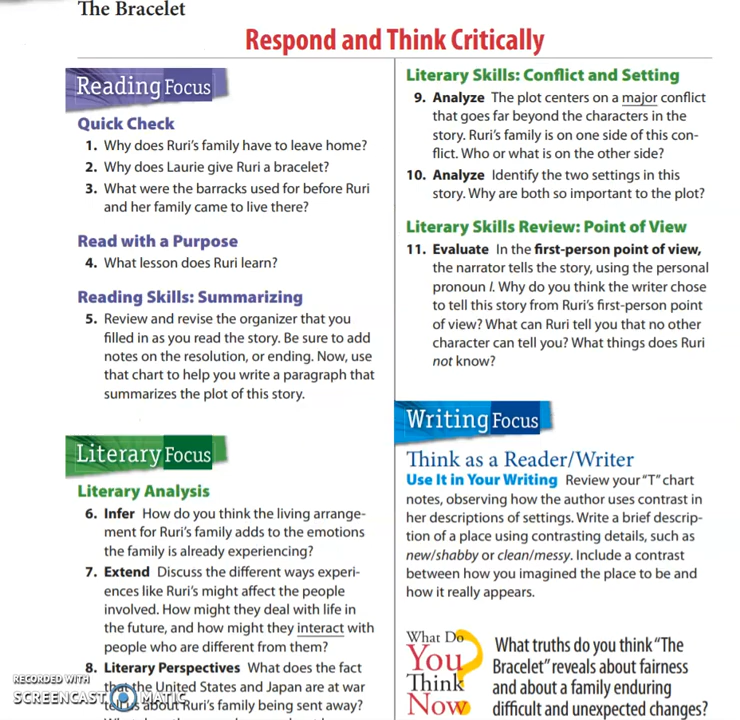 The Bracelet
Respond and Think Critically
Reading Focus
Quick Check
1. Why does Ruri's family have to leave home?
2. Why does Laurie give Ruri a bracelet?
3. What were the barracks used for before Ruri
and her family came to live there?
Read with a Purpose
4. What lesson does Ruri learn?
Reading Skills: Summarizing
5. Review and revise the organizer that you
filled in as you read the story. Be sure to add
notes on the resolution, or ending. Now, use
that chart to help you write a paragraph that
summarizes the plot of this story.
Literary Focus
Literary Analysis
6. Infer How do you think the living arrange-
ment for Ruri's family adds to the emotions
the family is already experiencing?
7. Extend Discuss the different ways experi-
ences like Ruri's might affect the people
involved. How might they deal with life in
the future, and how might they interact with
people who are different from them?
8. Literary Perspectives What does the fact
that the United States and Japan are at war
tell us about Ruri's family being sent away?
RECORDED WITH
SCREENCAST MATIC
Literary Skills: Conflict and Setting
9. Analyze The plot centers on a major conflict
that goes far beyond the characters in the
story. Ruri's family is on one side of this con-
flict. Who or what is on the other side?
10. Analyze Identify the two settings in this
story. Why are both so important to the plot?
Literary Skills Review: Point of View
11. Evaluate In the first-person point of view,
the narrator tells the story, using the personal
pronoun I. Why do you think the writer chose
to tell this story from Ruri's first-person point
of view? What can Ruri tell you that no other
character can tell you? What things does Ruri
not know?
Writing Focus
Think as a Reader/Writer
Use It in Your Writing Review your "T" chart
notes, observing how the author uses contrast in
her descriptions of settings. Write a brief descrip-
tion of a place using contrasting details, such as
new/shabby or clean/messy. Include a contrast
between how you imagined the place to be and
how it really appears.
What Do
You
Think
Now
?
What truths do you think "The
Bracelet" reveals about fairness
and about a family enduring
difficult and unexpected changes?